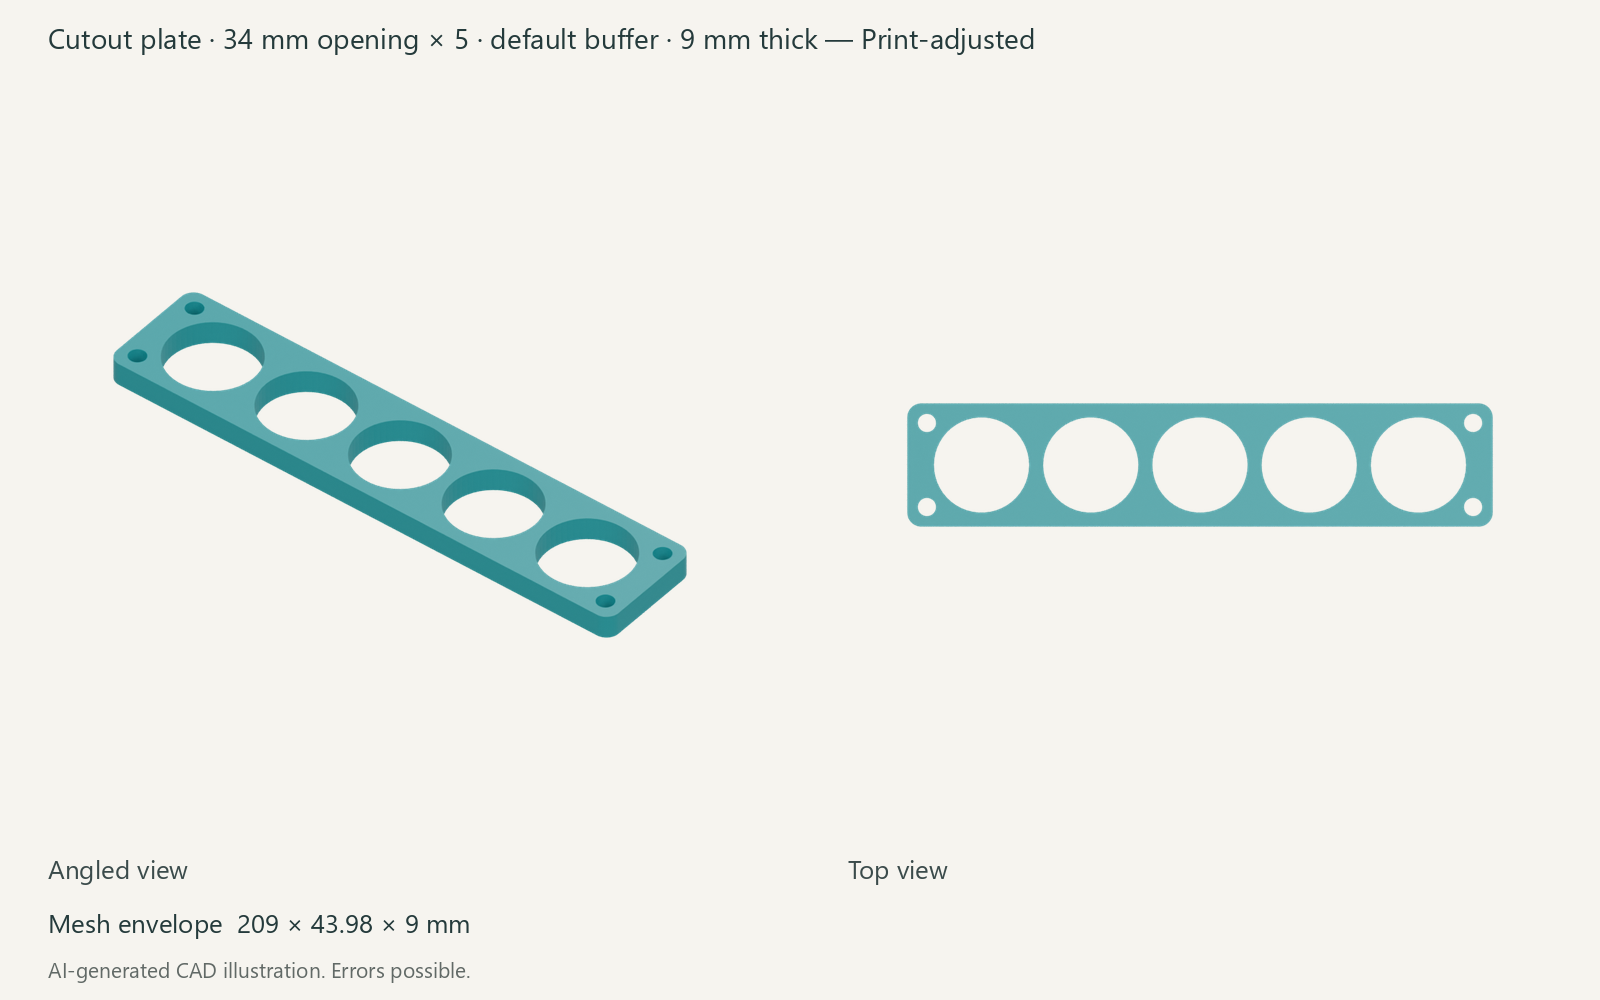 Cutout plate · 34 mm opening × 5 · default buffer · 9 mm thick — Print-adjusted
Angled view
Top view
Mesh envelope 209 × 43.98 × 9 mm
AI-generated CAD illustration. Errors possible.